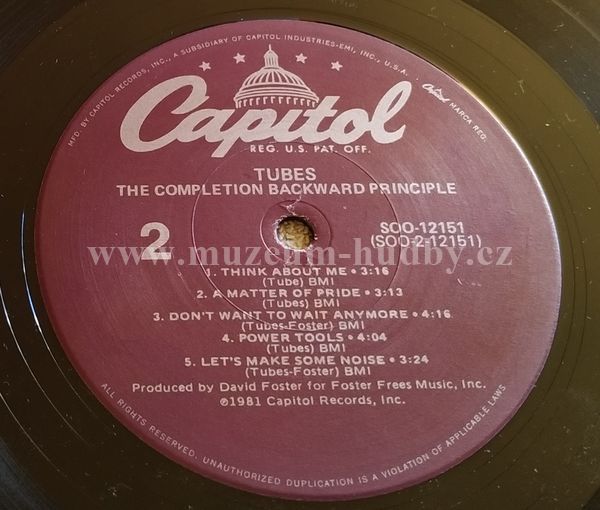 MFD. BY CAPITOL RECORDS, INC., A SUBSIDIARY OF CAPITOL INDUSTRIES-EMI, INC., U.S.A.
Capitol MARCA REG.
Capitol
REG. U.S. PAT. OFF.
TUBES
THE COMPLETION BACKWARD PRINCIPLE
2
SOO-12151
(SOO-2-12151)
www.muzeum-hudby.cz
1. THINK ABOUT ME • 3:16
(Tube) BMI
2. A MATTER OF PRIDE • 3:13
(Tubes) BMI
3. DON'T WANT TO WAIT ANYMORE • 4:16
(Tubes-Foster) BMI
4. POWER TOOLS • 4:04
(Tubes) BMI
5. LET'S MAKE SOME NOISE • 3:24
(Tubes-Foster) BMI
Produced by David Foster for Foster Frees Music, Inc.
℗1981 Capitol Records, Inc.
ALL RIGHTS RESERVED. UNAUTHORIZED DUPLICATION IS A VIOLATION OF APPLICABLE LAWS